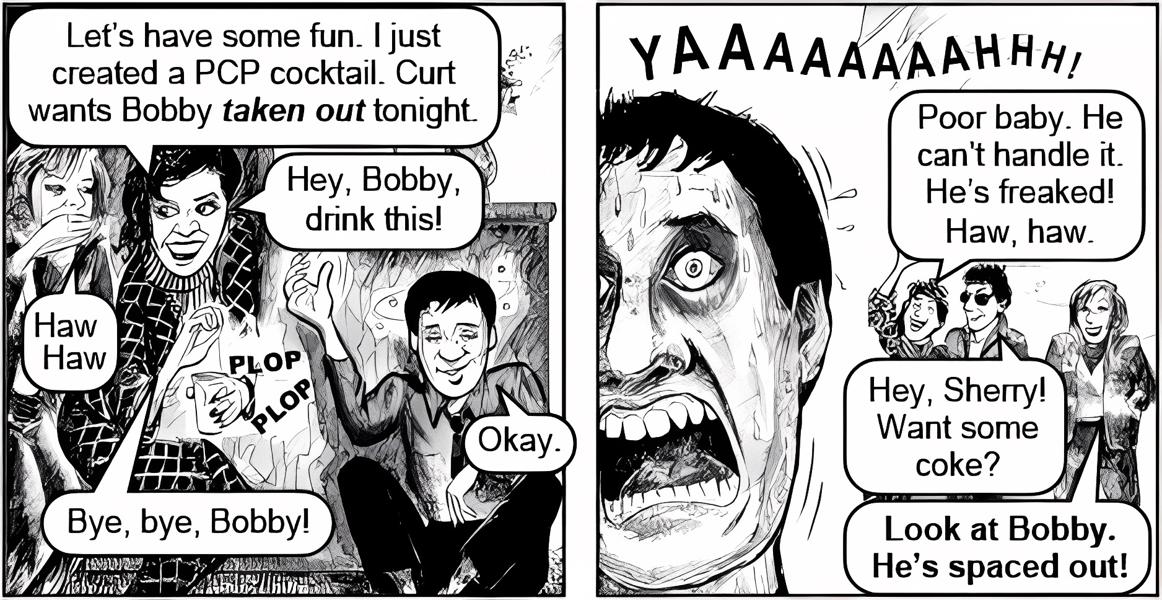 Let's have some fun. I just
created a PCP cocktail. Curt
wants Bobby taken out tonight.
Hey, Bobby,
drink this!
Haw
Haw
PLOP
PLOP
Okay.
Bye, bye, Bobby!
YAAAAAAAAAHHH!
Poor baby. He
can't handle it.
He's freaked!
Haw, haw.
Hey, Sherry!
Want some
coke?
Look at Bobby.
He's spaced out!